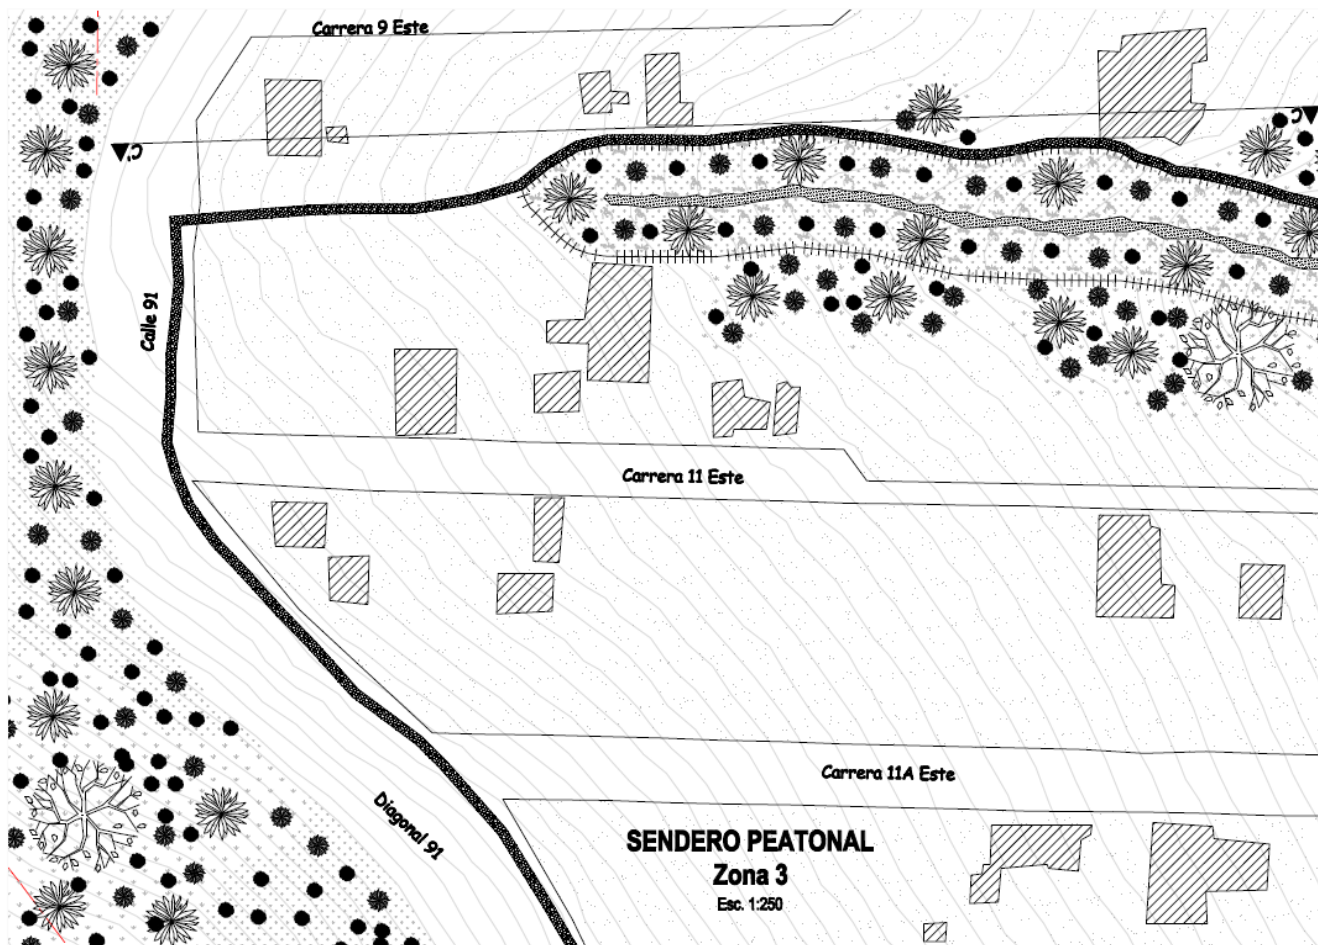 Carrera 9 Este
C'
C'
Calle 91
Carrera 11 Este
Carrera 11A Este
Diagonal 91
SENDERO PEATONAL
Zona 3
Esc. 1:250